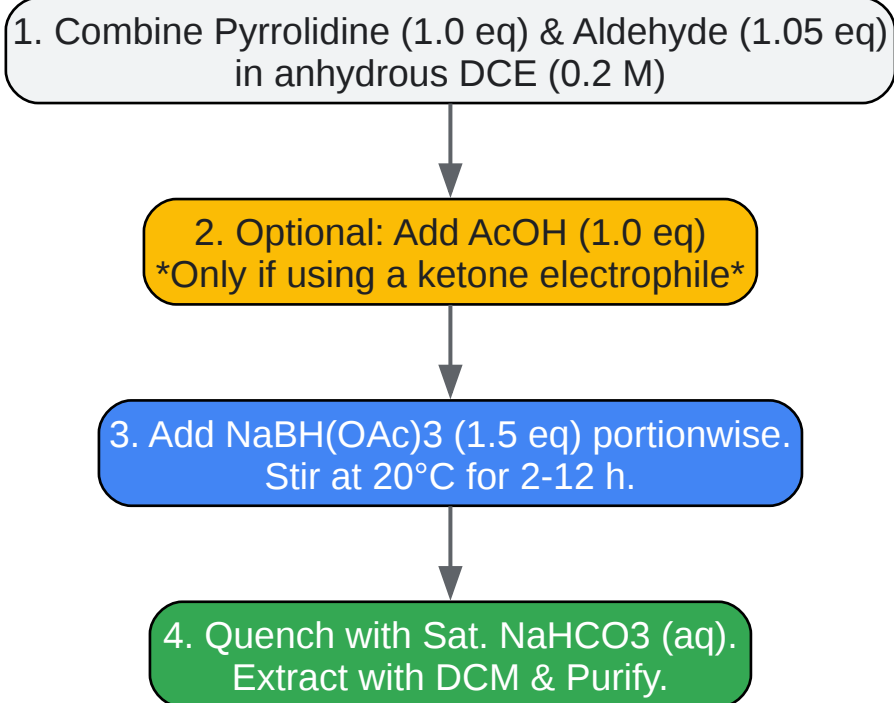 1. Combine Pyrrolidine (1.0 eq) & Aldehyde (1.05 eq)
in anhydrous DCE (0.2 M)
2. Optional: Add AcOH (1.0 eq)
*Only if using a ketone electrophile*
3. Add NaBH(OAc)3 (1.5 eq) portionwise.
Stir at 20°C for 2-12 h.
4. Quench with Sat. NaHCO3 (aq).
Extract with DCM & Purify.